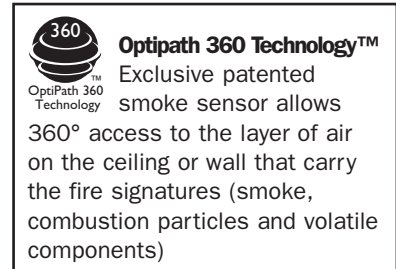 360
™
OptiPath 360
Technology
Optipath 360 Technology™
Exclusive patented
smoke sensor allows
360° access to the layer of air
on the ceiling or wall that carry
the fire signatures (smoke,
combustion particles and volatile
components)